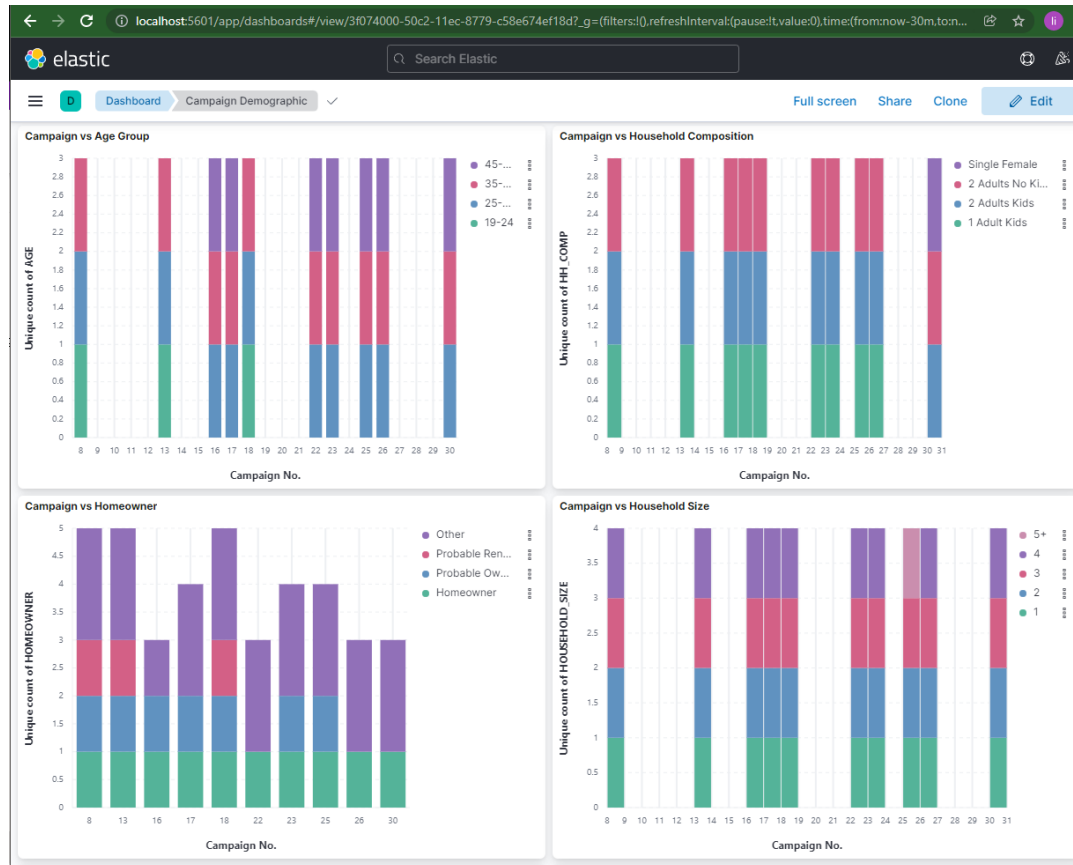 localhost:5601/app/dashboards#/view/3f074000-50c2-11ec-8779-c58e674ef18d?_g=(filters:!(),refreshInterval:(pause:!t,value:0),time:(from:now-30m,to:n...
li
elastic
Search Elastic
D
Dashboard
Campaign Demographic
Full screen
Share
Clone
Edit
Campaign vs Age Group
Unique count of AGE
3
2.8
2.6
2.4
2.2
2
1.8
1.6
1.4
1.2
1
0.8
0.6
0.4
0.2
0
8 9 10 11 12 13 14 15 16 17 18 19 20 21 22 23 24 25 26 27 28 29 30
Campaign No.
45-...
35-...
25-...
19-24
Campaign vs Household Composition
Unique count of HH_COMP
3
2.8
2.6
2.4
2.2
2
1.8
1.6
1.4
1.2
1
0.8
0.6
0.4
0.2
0
8 9 10 11 12 13 14 15 16 17 18 19 20 21 22 23 24 25 26 27 28 29 30 31
Campaign No.
Single Female
2 Adults No Ki...
2 Adults Kids
1 Adult Kids
Campaign vs Homeowner
Unique count of HOMEOWNER
5
4.5
4
3.5
3
2.5
2
1.5
1
0.5
0
8 13 16 17 18 22 23 25 26 30
Campaign No.
Other
Probable Ren...
Probable Ow...
Homeowner
Campaign vs Household Size
Unique count of HOUSEHOLD_SIZE
4
3.5
3
2.5
2
1.5
1
0.5
0
8 9 10 11 12 13 14 15 16 17 18 19 20 21 22 23 24 25 26 27 28 29 30 31
Campaign No.
5+
4
3
2
1